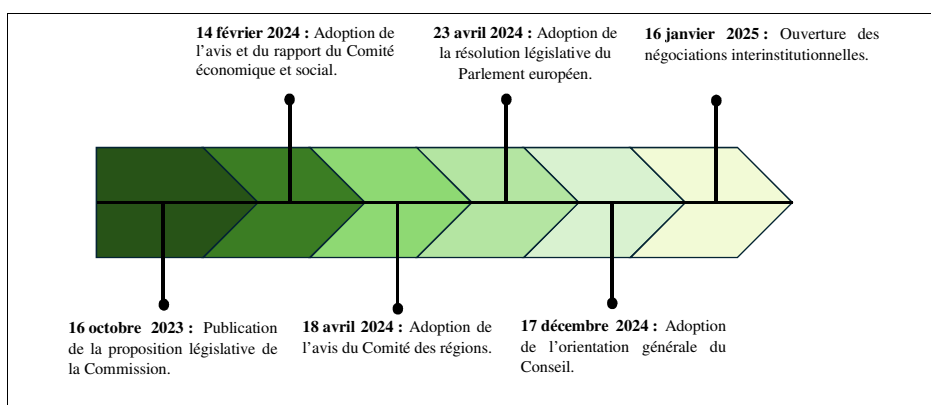 14 février 2024 : Adoption de
l’avis et du rapport du Comité
économique et social.
23 avril 2024 : Adoption de
la résolution législative du
Parlement européen.
16 janvier 2025 : Ouverture des
négociations interinstitutionnelles.
16 octobre 2023 : Publication
de la proposition législative de
la Commission.
18 avril 2024 : Adoption de
l’avis du Comité des régions.
17 décembre 2024 : Adoption
de l’orientation générale du
Conseil.